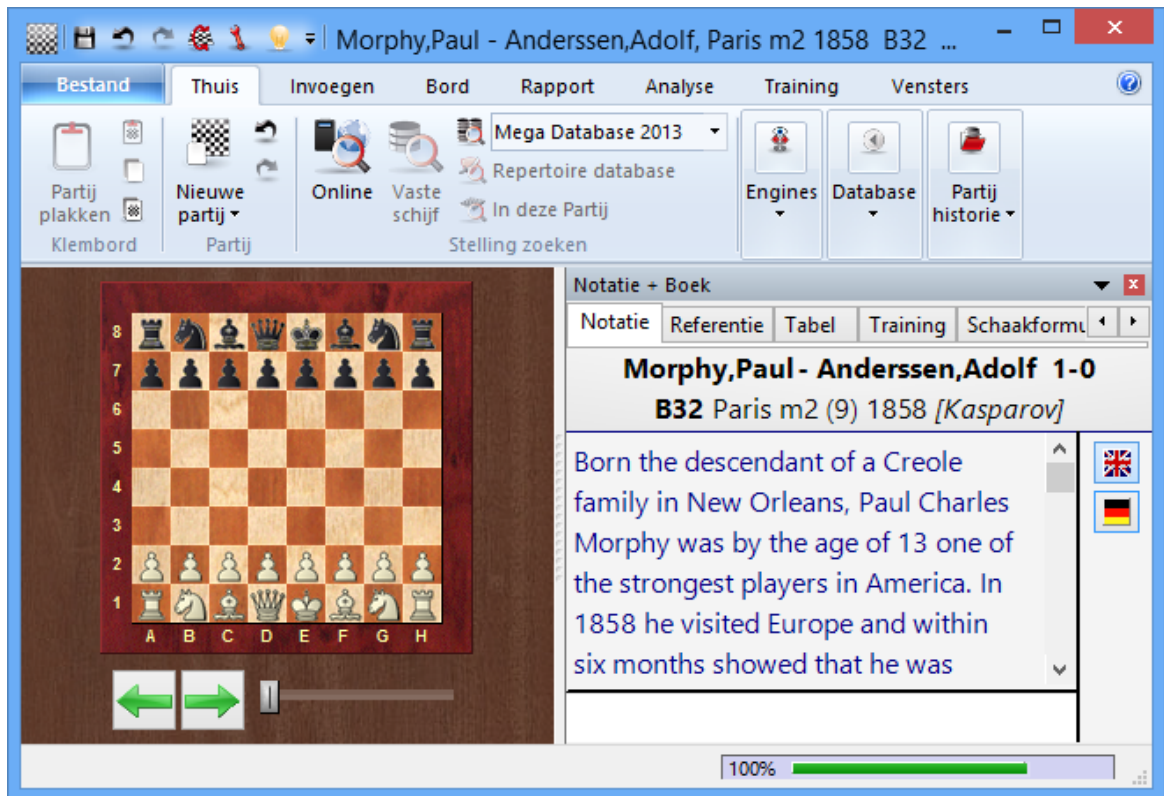 Morphy,Paul - Anderssen,Adolf, Paris m2 1858 B32 ...
Bestand Thuis Invoegen Bord Rapport Analyse Training Vensters
Partij plakken
Klembord
Nieuwe partij
Partij
Online
Vaste schijf
Mega Database 2013
Repertoire database
In deze Partij
Stelling zoeken
Engines
Database
Partij historie
Notatie + Boek
Notatie Referentie Tabel Training Schaakformu
Morphy,Paul - Anderssen,Adolf 1-0
B32 Paris m2 (9) 1858 [Kasparov]
Born the descendant of a Creole
family in New Orleans, Paul Charles
Morphy was by the age of 13 one of
the strongest players in America. In
1858 he visited Europe and within
six months showed that he was
8
7
6
5
4
3
2
1
A B C D E F G H
100%